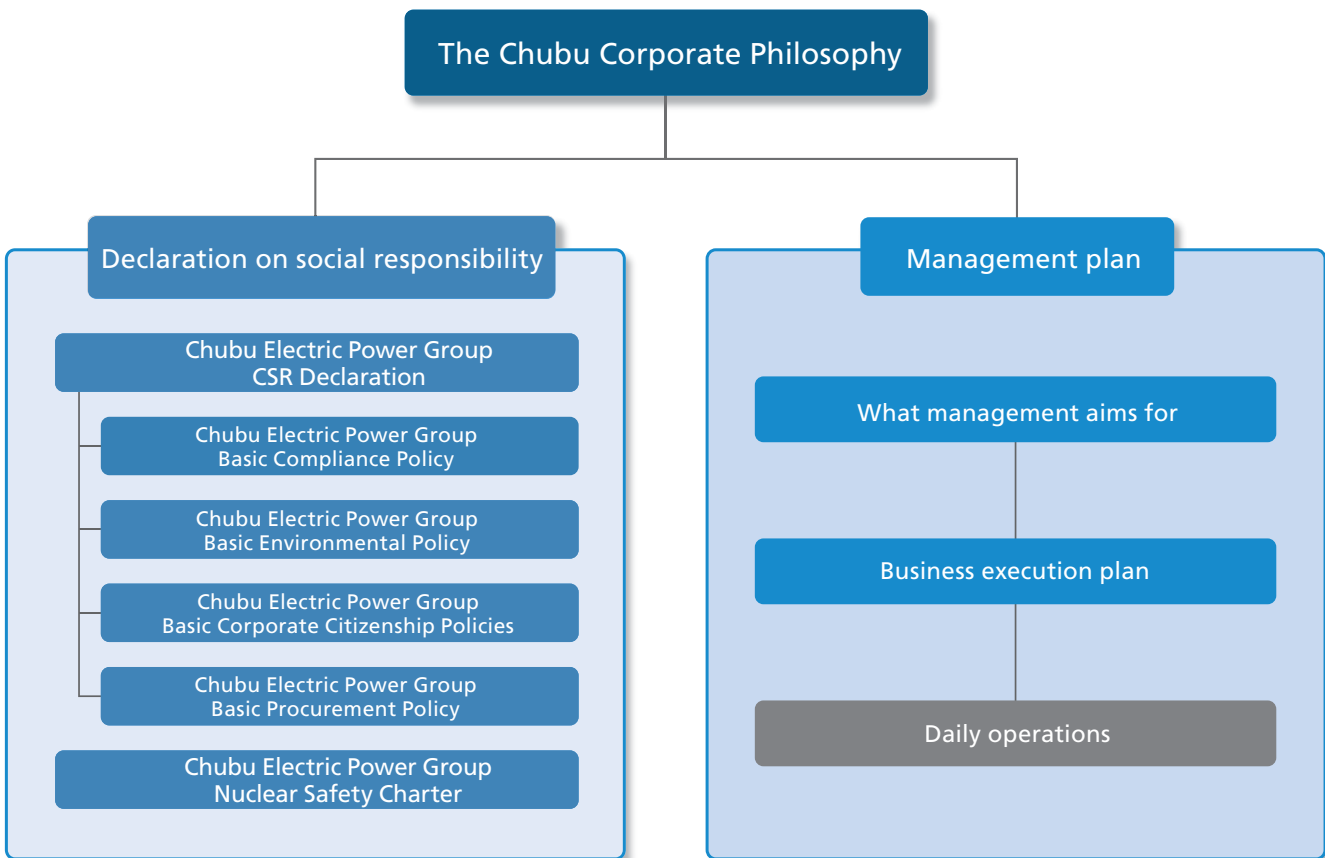 The Chubu Corporate Philosophy
Declaration on social responsibility
Chubu Electric Power Group
CSR Declaration
Chubu Electric Power Group
Basic Compliance Policy
Chubu Electric Power Group
Basic Environmental Policy
Chubu Electric Power Group
Basic Corporate Citizenship Policies
Chubu Electric Power Group
Basic Procurement Policy
Chubu Electric Power Group
Nuclear Safety Charter
Management plan
What management aims for
Business execution plan
Daily operations